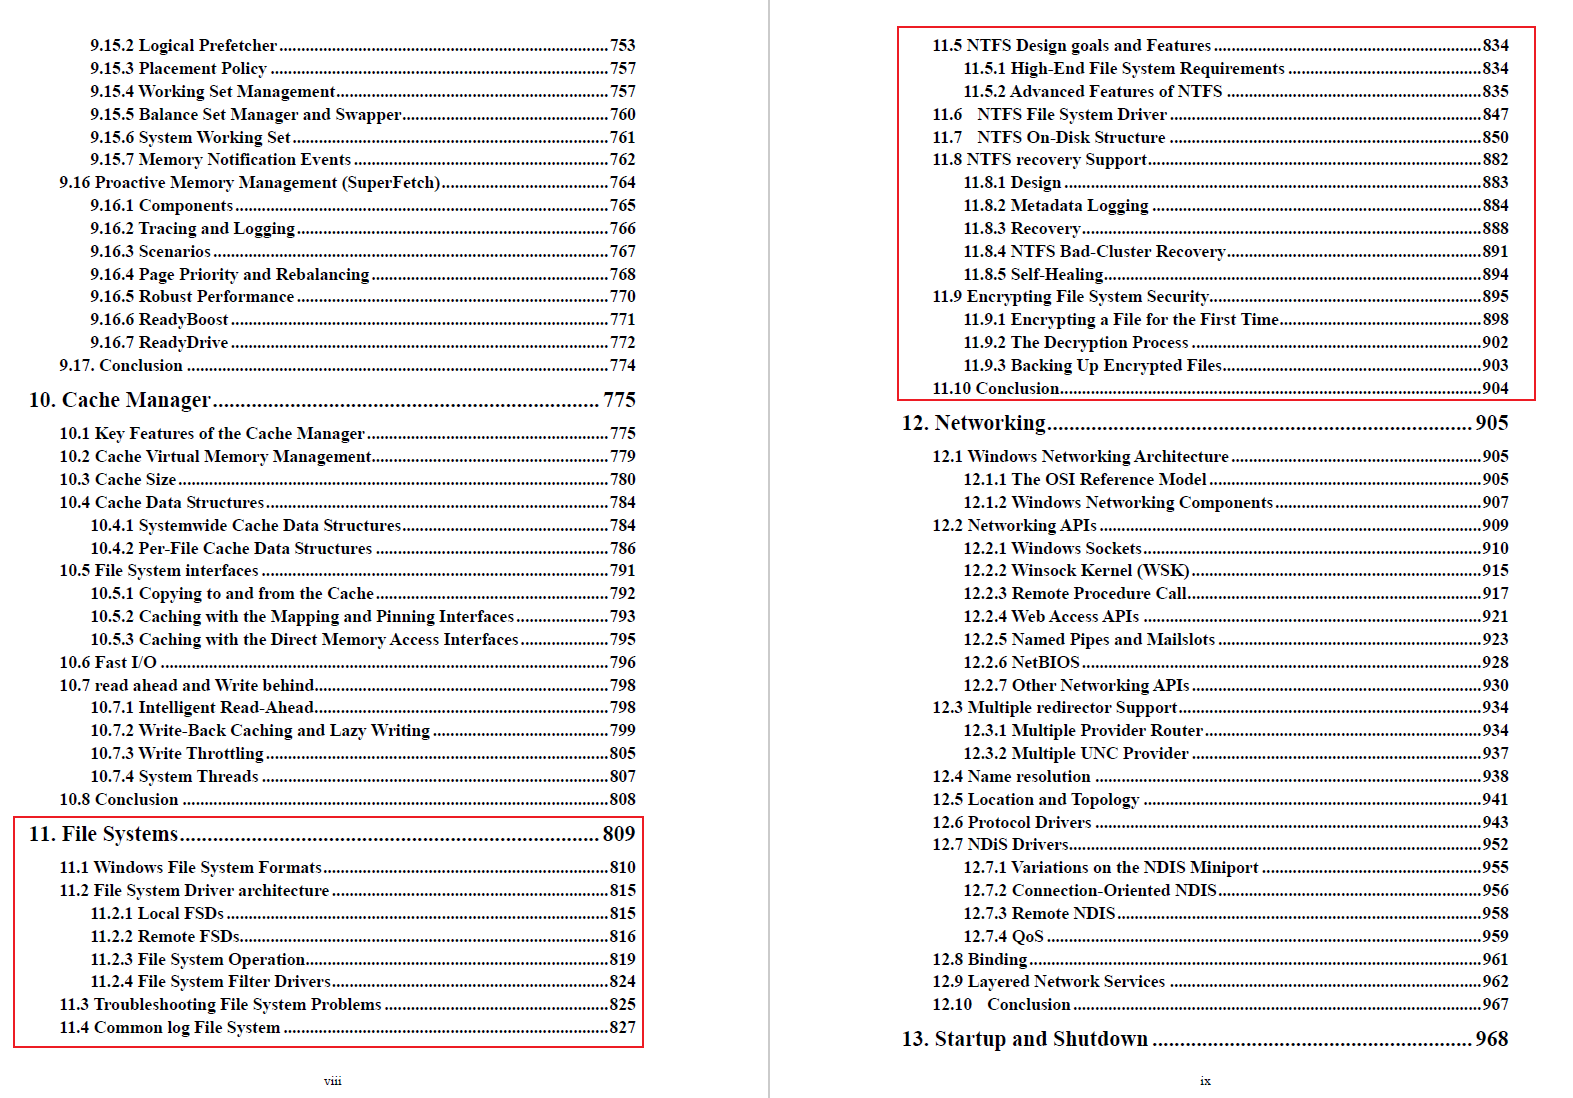 9.15.2 Logical Prefetcher ........ 753
9.15.3 Placement Policy ........ 757
9.15.4 Working Set Management ........ 757
9.15.5 Balance Set Manager and Swapper ........ 760
9.15.6 System Working Set ........ 761
9.15.7 Memory Notification Events ........ 762
9.16 Proactive Memory Management (SuperFetch) ........ 764
9.16.1 Components ........ 765
9.16.2 Tracing and Logging ........ 766
9.16.3 Scenarios ........ 767
9.16.4 Page Priority and Rebalancing ........ 768
9.16.5 Robust Performance ........ 770
9.16.6 ReadyBoost ........ 771
9.16.7 ReadyDrive ........ 772
9.17. Conclusion ........ 774
10. Cache Manager ........ 775
10.1 Key Features of the Cache Manager ........ 775
10.2 Cache Virtual Memory Management ........ 779
10.3 Cache Size ........ 780
10.4 Cache Data Structures ........ 784
10.4.1 Systemwide Cache Data Structures ........ 784
10.4.2 Per-File Cache Data Structures ........ 786
10.5 File System interfaces ........ 791
10.5.1 Copying to and from the Cache ........ 792
10.5.2 Caching with the Mapping and Pinning Interfaces ........ 793
10.5.3 Caching with the Direct Memory Access Interfaces ........ 795
10.6 Fast I/O ........ 796
10.7 read ahead and Write behind ........ 798
10.7.1 Intelligent Read-Ahead ........ 798
10.7.2 Write-Back Caching and Lazy Writing ........ 799
10.7.3 Write Throttling ........ 805
10.7.4 System Threads ........ 807
10.8 Conclusion ........ 808
11. File Systems ........ 809
11.1 Windows File System Formats ........ 810
11.2 File System Driver architecture ........ 815
11.2.1 Local FSDs ........ 815
11.2.2 Remote FSDs ........ 816
11.2.3 File System Operation ........ 819
11.2.4 File System Filter Drivers ........ 824
11.3 Troubleshooting File System Problems ........ 825
11.4 Common log File System ........ 827
viii
11.5 NTFS Design goals and Features ........ 834
11.5.1 High-End File System Requirements ........ 834
11.5.2 Advanced Features of NTFS ........ 835
11.6 NTFS File System Driver ........ 847
11.7 NTFS On-Disk Structure ........ 850
11.8 NTFS recovery Support ........ 882
11.8.1 Design ........ 883
11.8.2 Metadata Logging ........ 884
11.8.3 Recovery ........ 888
11.8.4 NTFS Bad-Cluster Recovery ........ 891
11.8.5 Self-Healing ........ 894
11.9 Encrypting File System Security ........ 895
11.9.1 Encrypting a File for the First Time ........ 898
11.9.2 The Decryption Process ........ 902
11.9.3 Backing Up Encrypted Files ........ 903
11.10 Conclusion ........ 904
12. Networking ........ 905
12.1 Windows Networking Architecture ........ 905
12.1.1 The OSI Reference Model ........ 905
12.1.2 Windows Networking Components ........ 907
12.2 Networking APIs ........ 909
12.2.1 Windows Sockets ........ 910
12.2.2 Winsock Kernel (WSK) ........ 915
12.2.3 Remote Procedure Call ........ 917
12.2.4 Web Access APIs ........ 921
12.2.5 Named Pipes and Mailslots ........ 923
12.2.6 NetBIOS ........ 928
12.2.7 Other Networking APIs ........ 930
12.3 Multiple redirector Support ........ 934
12.3.1 Multiple Provider Router ........ 934
12.3.2 Multiple UNC Provider ........ 937
12.4 Name resolution ........ 938
12.5 Location and Topology ........ 941
12.6 Protocol Drivers ........ 943
12.7 NDiS Drivers ........ 952
12.7.1 Variations on the NDIS Miniport ........ 955
12.7.2 Connection-Oriented NDIS ........ 956
12.7.3 Remote NDIS ........ 958
12.7.4 QoS ........ 959
12.8 Binding ........ 961
12.9 Layered Network Services ........ 962
12.10 Conclusion ........ 967
13. Startup and Shutdown ........ 968
ix